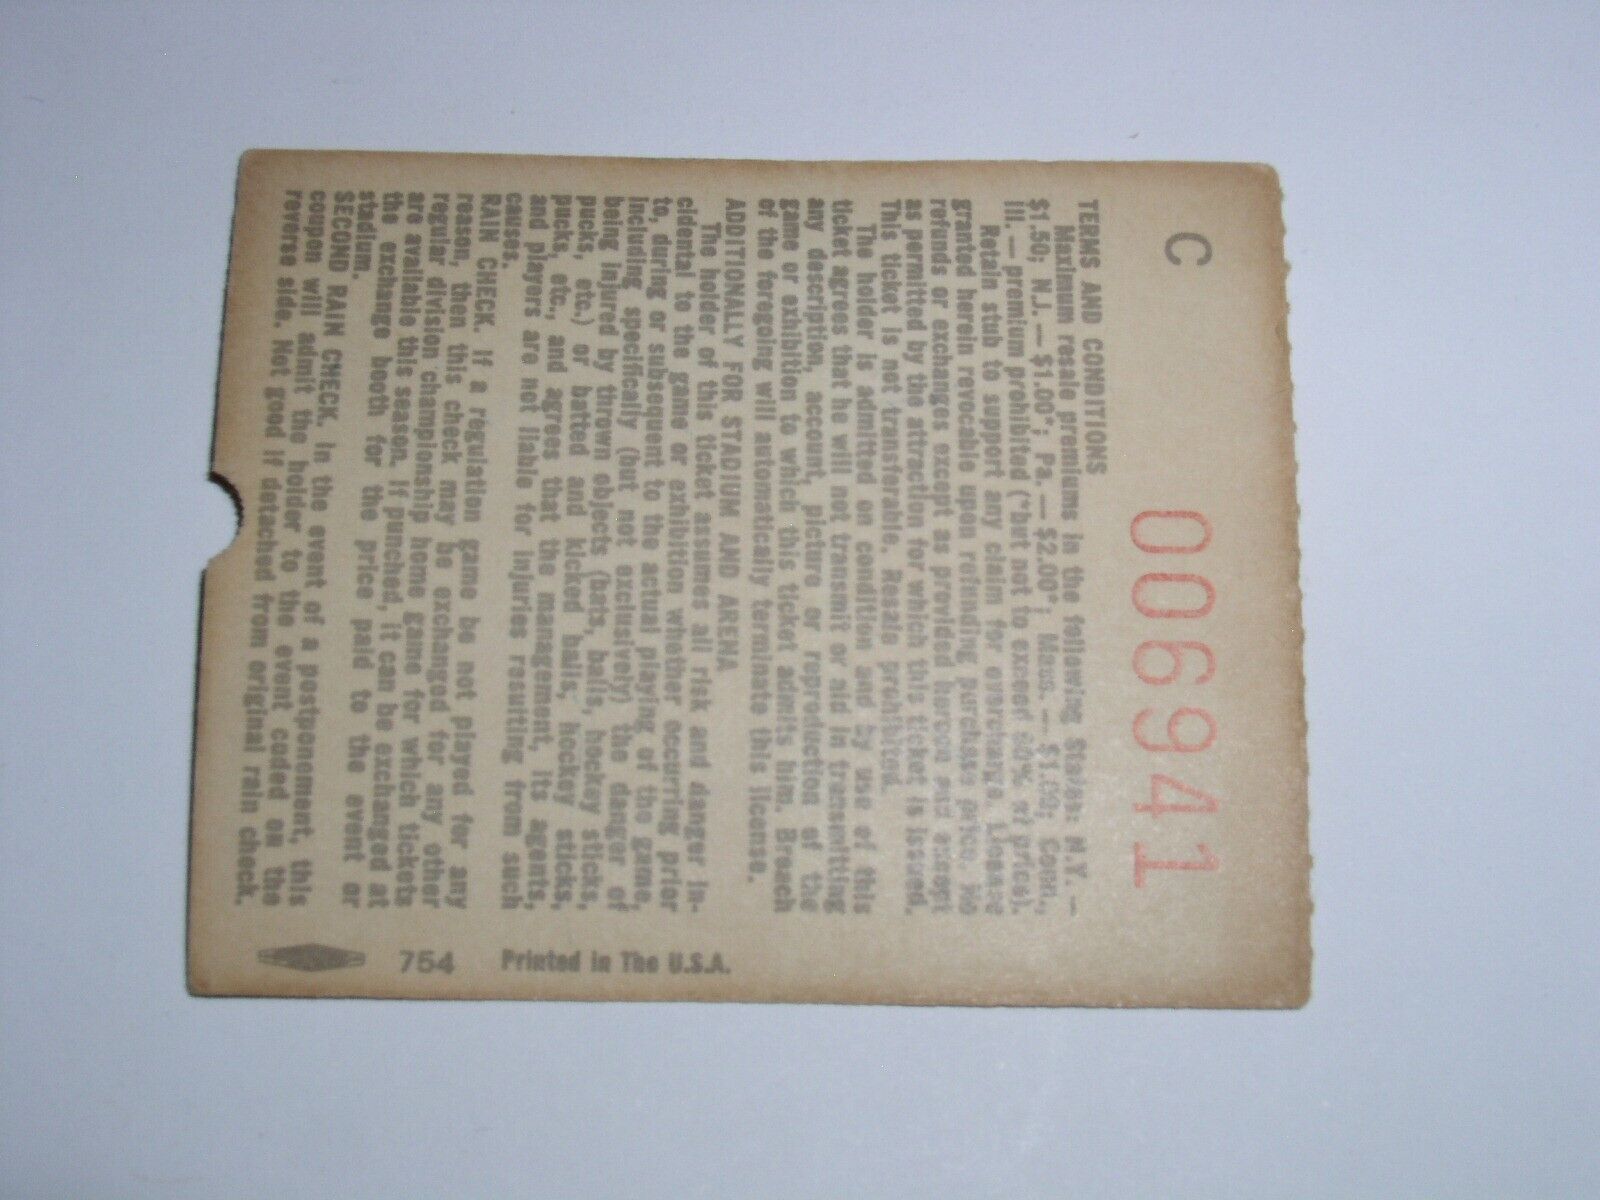 C 006941
TERMS AND CONDITIONS
Maximum resale premiums in the following States: N.Y. —
$1.50; N.J. — $1.00*; Pa. — $2.00*; Mass. — $1.00; Conn.,
Ill. — premium prohibited (*but not to exceed 50% of price).
Retain stub to support any claim for overcharge. License
granted herein revocable upon refunding purchase price. No
refunds or exchanges except as provided hereon and except
as permitted by the attraction for which this ticket is issued.
This ticket is not transferable. Resale prohibited.
The holder is admitted on condition and by use of this
ticket agrees that he will not transmit or aid in transmitting
any description, account, picture or reproduction of the
game or exhibition to which this ticket admits him. Breach
of the foregoing will automatically terminate this license.
ADDITIONALLY FOR STADIUM AND ARENA
The holder of this ticket assumes all risk and danger in-
cidental to the game or exhibition whether occurring prior
to, during or subsequent to the actual playing of the game,
including specifically (but not exclusively) the danger of
being injured by thrown objects (bats, balls, hockey sticks,
pucks, etc.) or batted and kicked balls, hockey sticks,
pucks, etc., and agrees that the management, its agents,
and players are not liable for injuries resulting from such
causes.
RAIN CHECK. If a regulation game be not played for any
reason, then this check may be exchanged for any other
regular division championship home game for which tickets
are available this season. If punched, it can be exchanged at
the exchange booth for the price paid to the event or
stadium.
SECOND RAIN CHECK. In the event of a postponement, this
coupon will admit the holder to the event coded on the
reverse side. Not good if detached from original rain check.
754 Printed in The U.S.A.